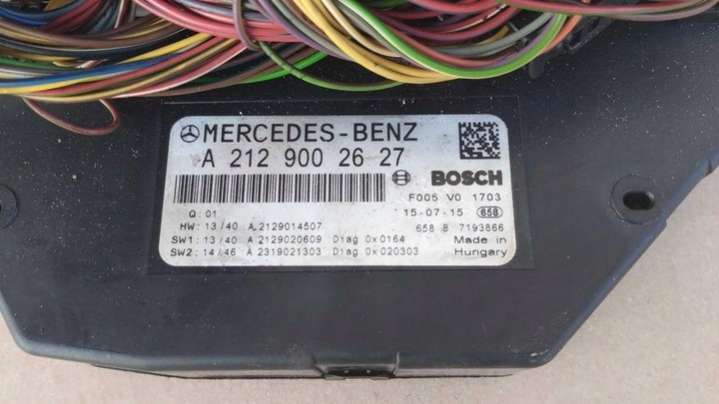 MERCEDES-BENZ
A 212 900 26 27
BOSCH
F005 V0 1703
Q:01 15-07-15 658
HW: 13/40 A 2129014507 658 B 7193866
SW1: 13/40 A 2129020609 Diag 0x0164 Made in
SW2: 14/46 A 2319021303 Diag 0x020303 Hungary